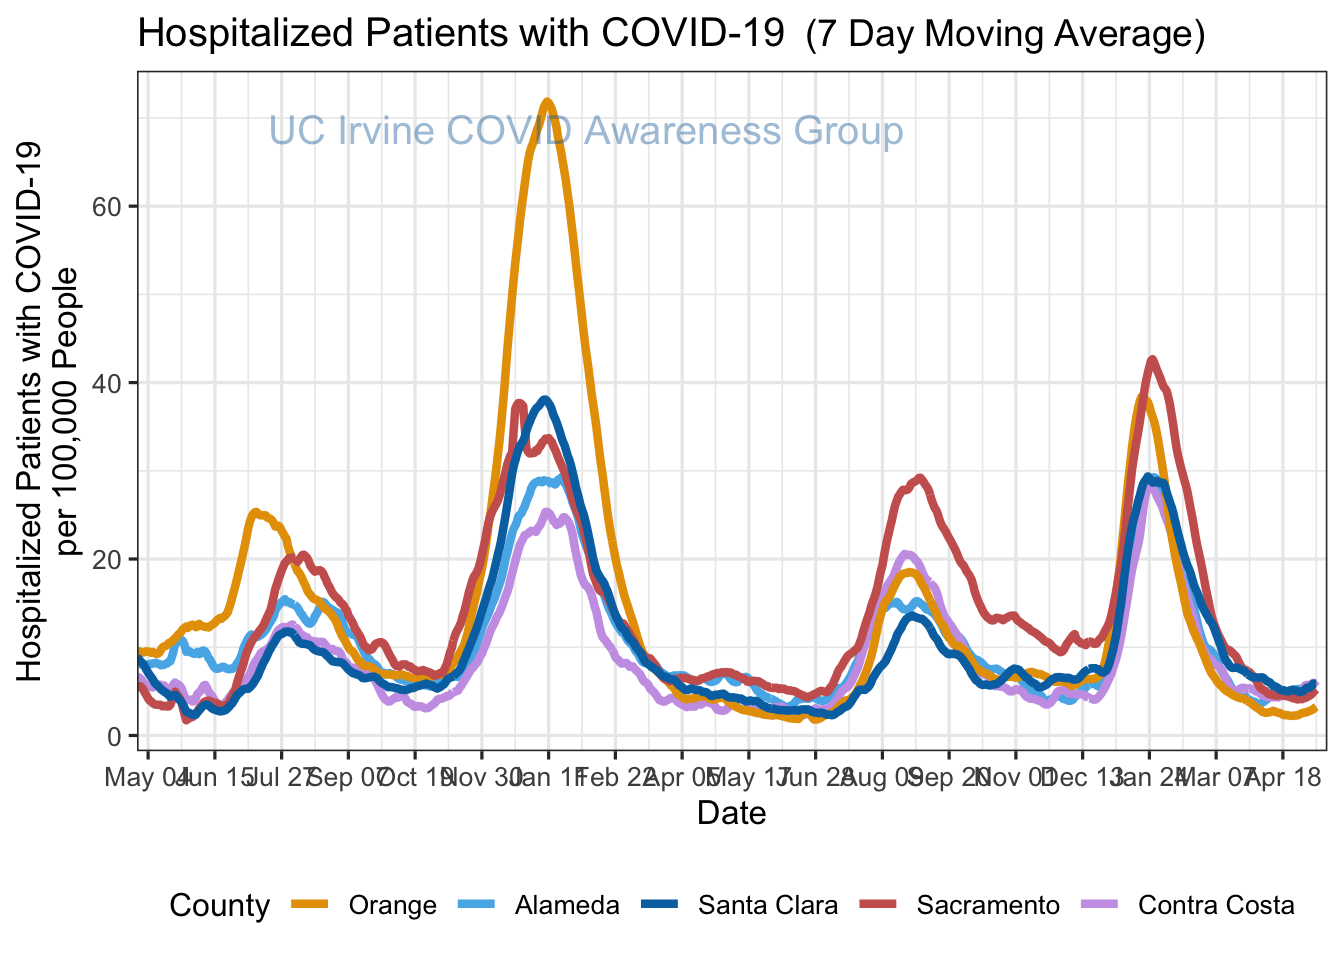 Hospitalized Patients with COVID-19 (7 Day Moving Average)
UC Irvine COVID Awareness Group
Hospitalized Patients with COVID-19
per 100,000 People
60
40
20
0
May 04 Jun 15 Jul 27 Sep 07 Oct 19 Nov 30 Jan 11 Feb 22 Apr 05 May 17 Jun 28 Aug 09 Sep 20 Nov 01 Dec 13 Jan 24 Mar 07 Apr 18
Date
County Orange Alameda Santa Clara Sacramento Contra Costa